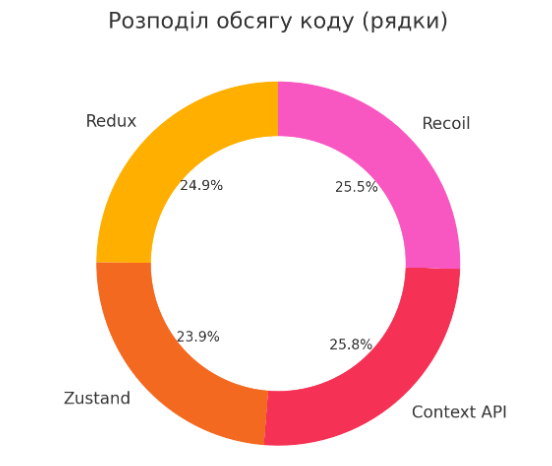 Розподіл обсягу коду (рядки)
Redux
Recoil
24.9%
25.5%
23.9%
25.8%
Zustand
Context API